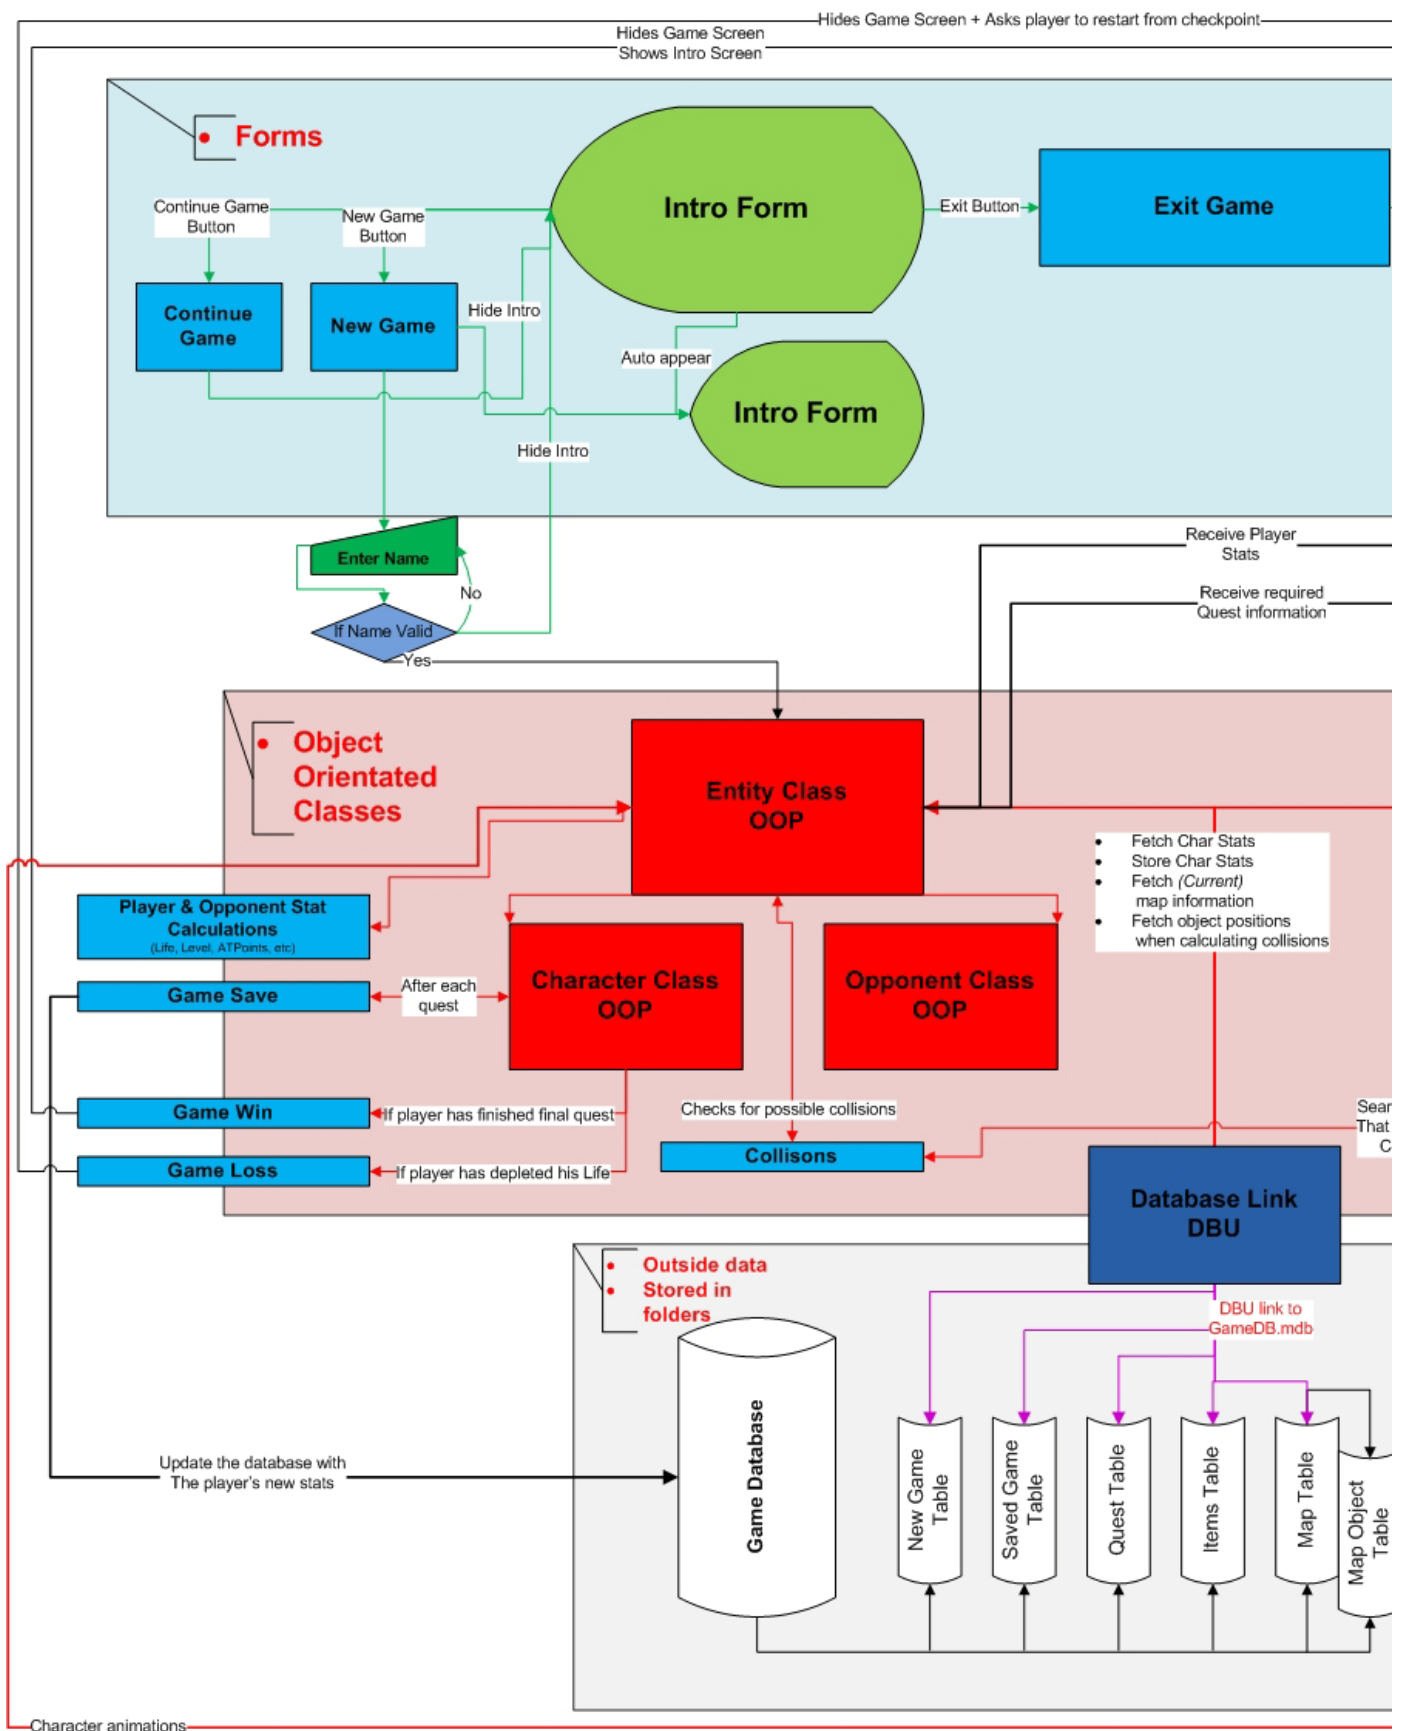 Hides Game Screen + Asks player to restart from checkpoint
Hides Game Screen
Shows Intro Screen
Forms
Intro Form
Exit Button
Exit Game
Continue Game
Button
New Game
Button
Continue
Game
New Game
Hide Intro
Auto appear
Intro Form
Hide Intro
Enter Name
No
If Name Valid
Yes
Receive Player
Stats
Receive required
Quest information
Object
Orientated
Classes
Entity Class
OOP
Fetch Char Stats
Store Char Stats
Fetch (Current)
map information
Fetch object positions
when calculating collisions
Player & Opponent Stat
Calculations
(Life, Level, ATPoints, etc)
Game Save
After each
quest
Character Class
OOP
Opponent Class
OOP
Game Win
If player has finished final quest
Checks for possible collisions
Sear
That
C
Collisons
Game Loss
If player has depleted his Life
Database Link
DBU
Outside data
Stored in
folders
DBU link to
GameDB.mdb
Game Database
New Game
Table
Saved Game
Table
Quest Table
Items Table
Map Table
Map Object
Table
Update the database with
The player's new stats
Character animations